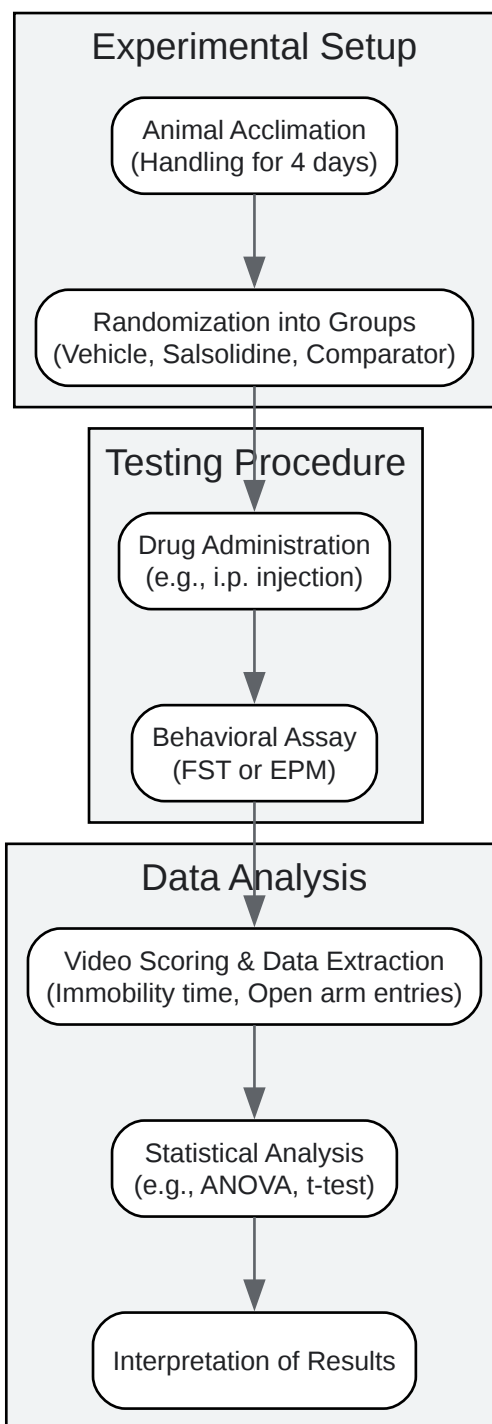 Experimental Setup
Animal Acclimation
(Handling for 4 days)
Randomization into Groups
(Vehicle, Salsolidine, Comparator)
Testing Procedure
Drug Administration
(e.g., i.p. injection)
Behavioral Assay
(FST or EPM)
Data Analysis
Video Scoring & Data Extraction
(Immobility time, Open arm entries)
Statistical Analysis
(e.g., ANOVA, t-test)
Interpretation of Results